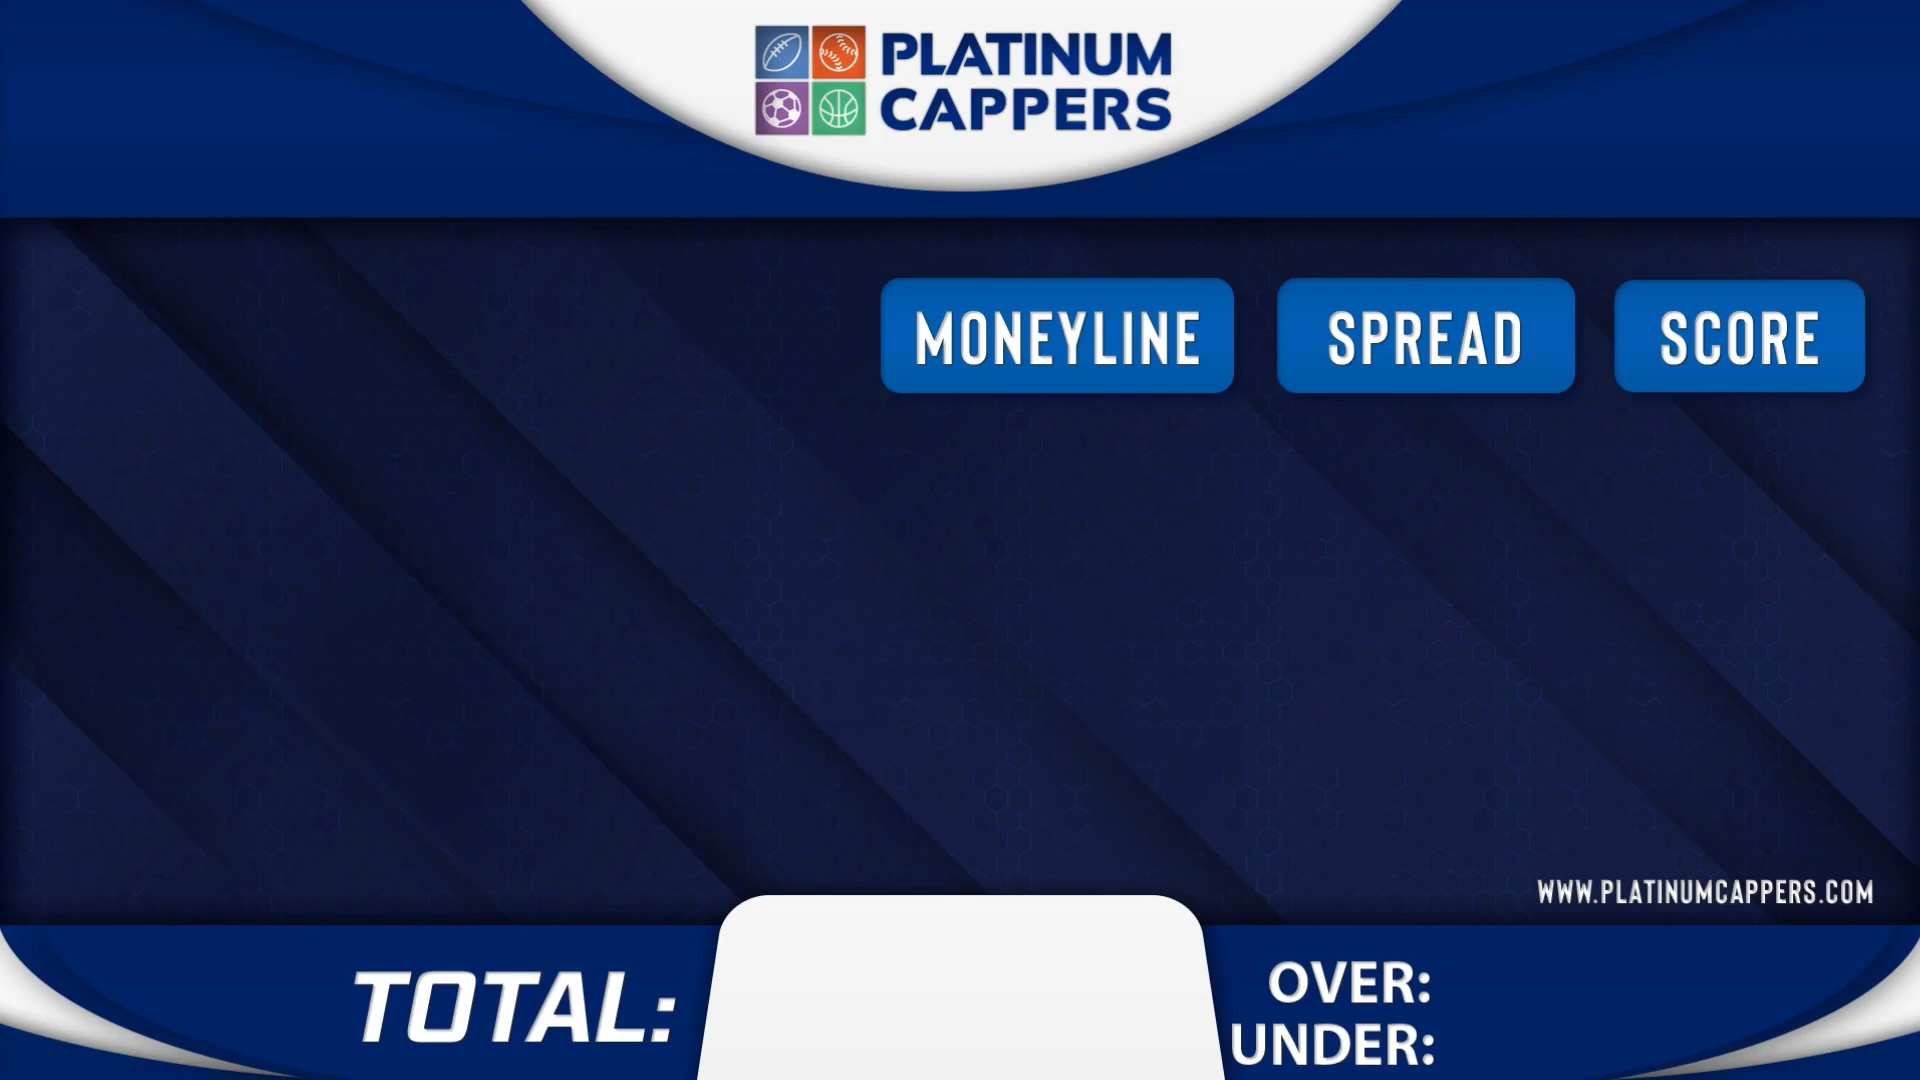 PLATINUM
CAPPERS
MONEYLINE SPREAD SCORE
WWW.PLATINUMCAPPERS.COM
TOTAL:
OVER:
UNDER: